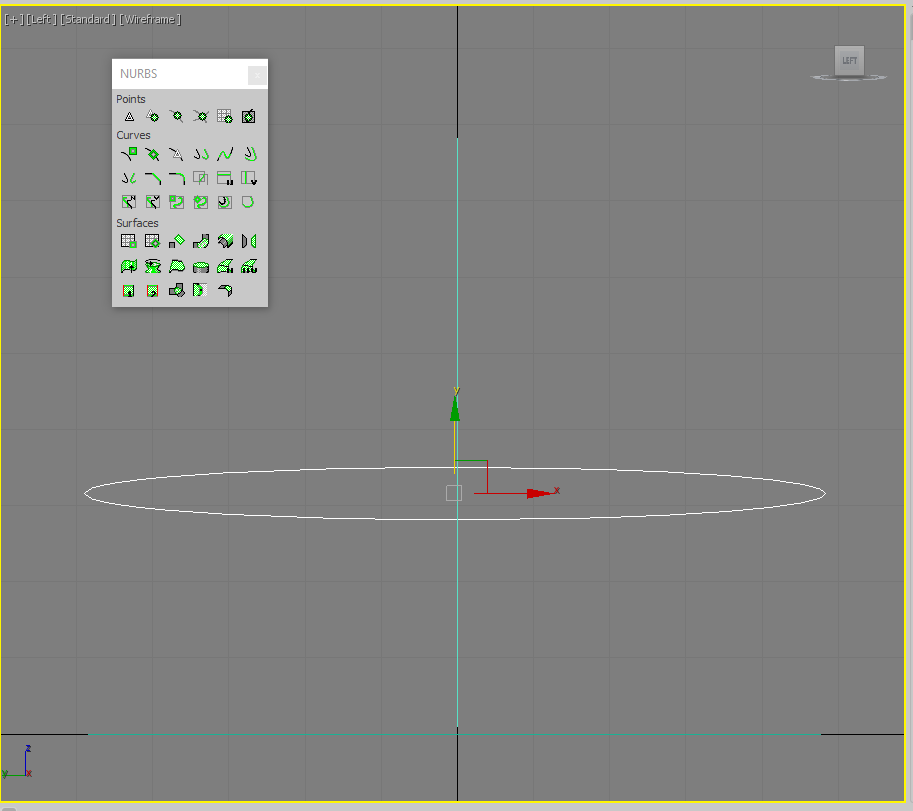 [+] [Left] [Standard] [Wireframe]
LEFT
NURBS
x
Points
Curves
Surfaces
y
x
z
y
x